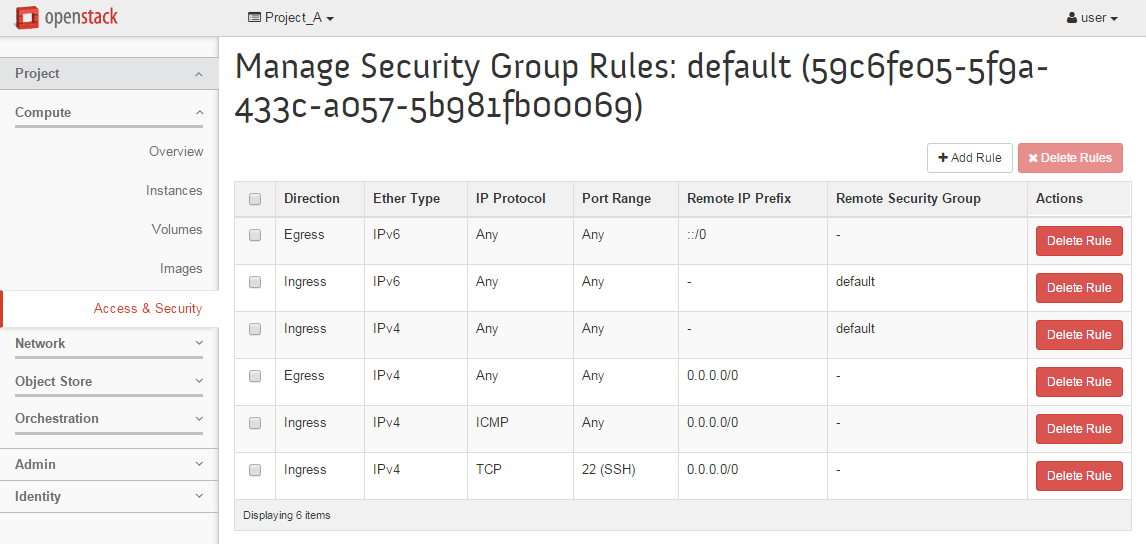 openstack
Project_A
user
Project
Compute
Overview
Instances
Volumes
Images
Access & Security
Network
Object Store
Orchestration
Admin
Identity
Manage Security Group Rules: default (59c6fe05-5f9a-
433c-a057-5b981fb00069)
+ Add Rule
✖ Delete Rules
Direction Ether Type IP Protocol Port Range Remote IP Prefix Remote Security Group Actions
Egress IPv6 Any Any ::/0 - Delete Rule
Ingress IPv6 Any Any - default Delete Rule
Ingress IPv4 Any Any - default Delete Rule
Egress IPv4 Any Any 0.0.0.0/0 - Delete Rule
Ingress IPv4 ICMP Any 0.0.0.0/0 - Delete Rule
Ingress IPv4 TCP 22 (SSH) 0.0.0.0/0 - Delete Rule
Displaying 6 items